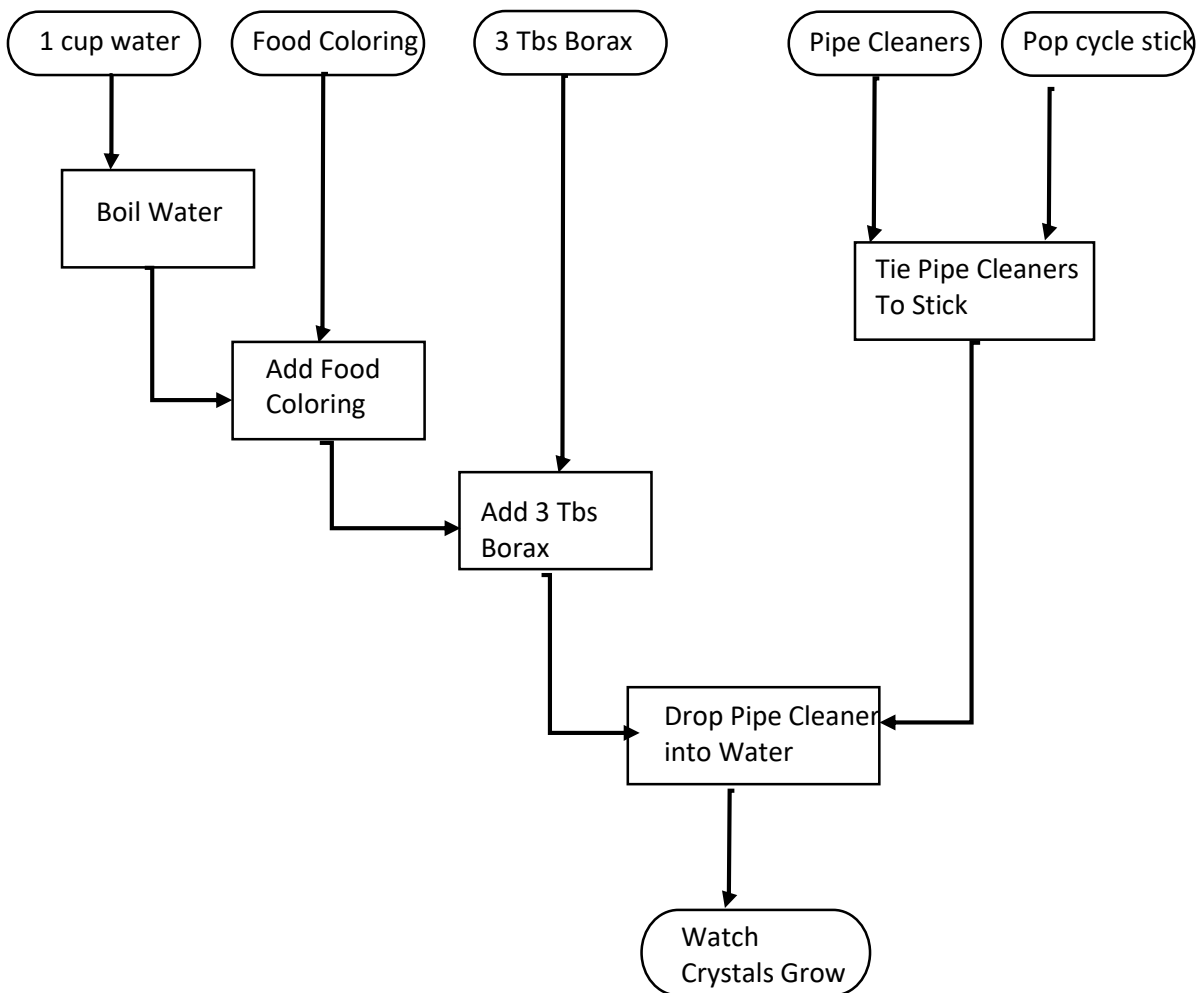 1 cup water
Food Coloring
3 Tbs Borax
Pipe Cleaners
Pop cycle stick
Boil Water
Tie Pipe Cleaners
To Stick
Add Food
Coloring
Add 3 Tbs
Borax
Drop Pipe Cleaner
into Water
Watch
Crystals Grow